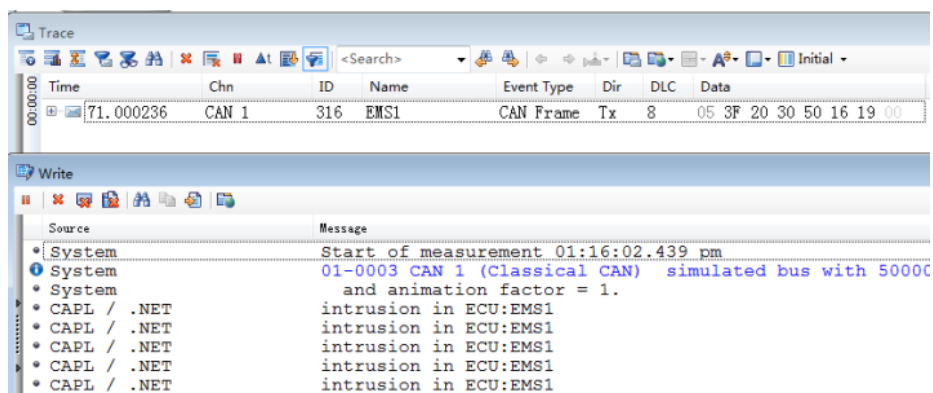 Trace
<Search> Initial
00:00:00
Time Chn ID Name Event Type Dir DLC Data
71.000236 CAN 1 316 EMS1 CAN Frame Tx 8 05 3F 20 30 50 16 19 00
Write
Source Message
System Start of measurement 01:16:02.439 pm
System 01-0003 CAN 1 (Classical CAN) simulated bus with 50000
System and animation factor = 1.
CAPL / .NET intrusion in ECU:EMS1
CAPL / .NET intrusion in ECU:EMS1
CAPL / .NET intrusion in ECU:EMS1
CAPL / .NET intrusion in ECU:EMS1
CAPL / .NET intrusion in ECU:EMS1